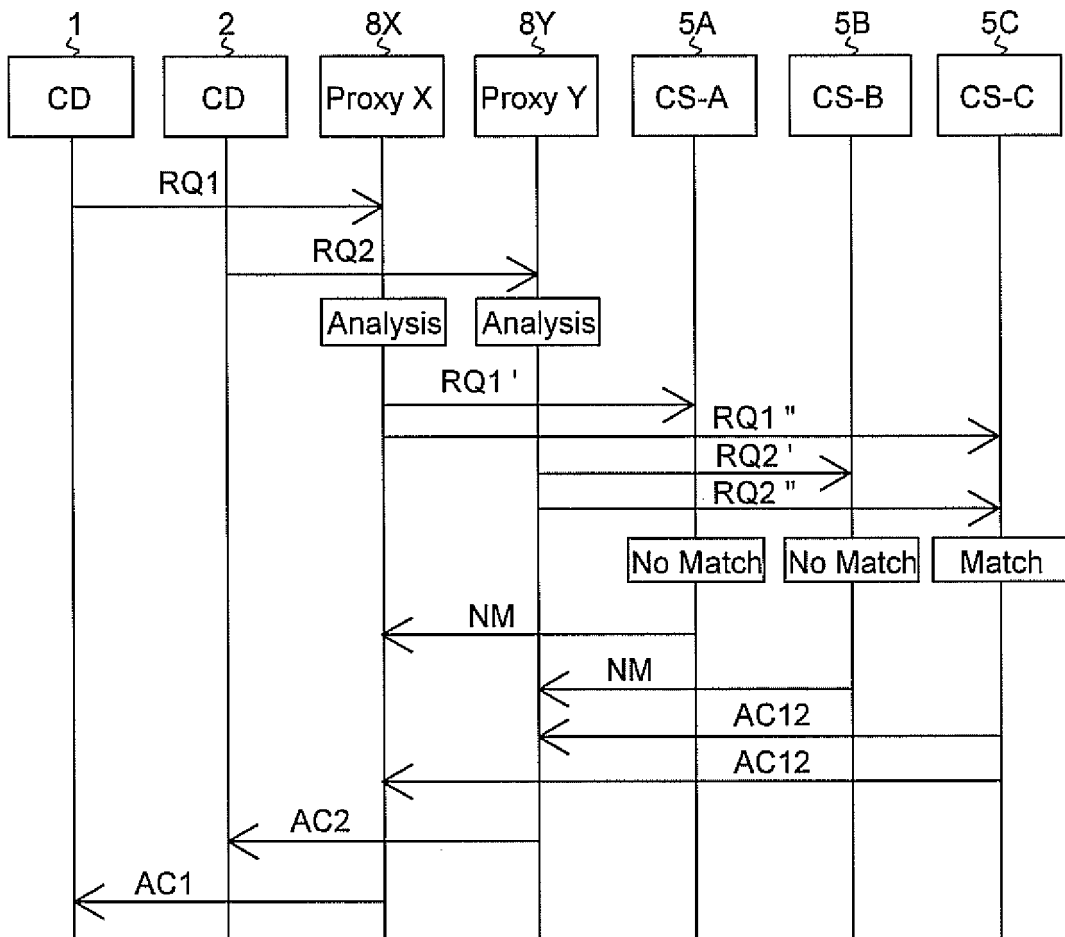 1 2 8X 8Y 5A 5B 5C
CD CD Proxy X Proxy Y CS-A CS-B CS-C
RQ1
RQ2
Analysis Analysis
RQ1 '
RQ1 "
RQ2 '
RQ2 "
No Match No Match Match
NM
NM
AC12
AC12
AC2
AC1